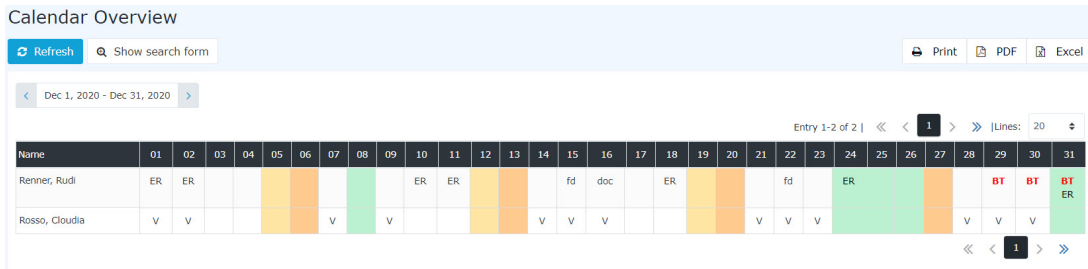 Calendar Overview
Refresh Show search form Print PDF Excel
< Dec 1, 2020 - Dec 31, 2020 >
Entry 1-2 of 2 | « < 1 > » |Lines: 20
Name 01 02 03 04 05 06 07 08 09 10 11 12 13 14 15 16 17 18 19 20 21 22 23 24 25 26 27 28 29 30 31
Renner, Rudi ER ER ER ER fd doc ER fd ER BT BT BT
ER
Rosso, Cloudia V V V V V V V V V V V V V
« < 1 > »